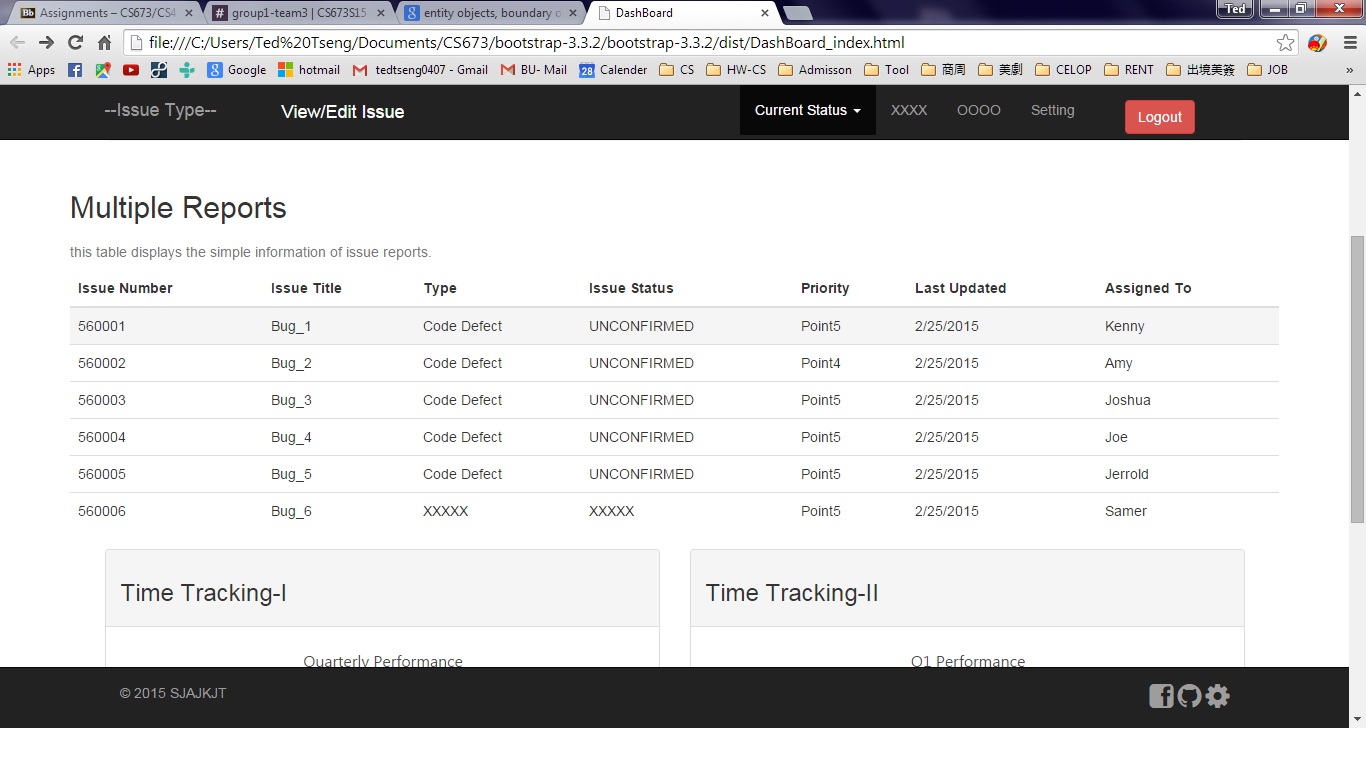 Assignments – CS673/CS4
group1-team3 | CS673S15
entity objects, boundary o
DashBoard
Ted
file:///C:/Users/Ted%20Tseng/Documents/CS673/bootstrap-3.3.2/bootstrap-3.3.2/dist/DashBoard_index.html
Apps Google hotmail tedtseng0407 - Gmail BU- Mail 28 Calender CS HW-CS Admisson Tool 商周 美劇 CELOP RENT 出境美簽 JOB »
--Issue Type-- View/Edit Issue Current Status XXXX OOOO Setting Logout
Multiple Reports
this table displays the simple information of issue reports.
Issue Number Issue Title Type Issue Status Priority Last Updated Assigned To
560001 Bug_1 Code Defect UNCONFIRMED Point5 2/25/2015 Kenny
560002 Bug_2 Code Defect UNCONFIRMED Point4 2/25/2015 Amy
560003 Bug_3 Code Defect UNCONFIRMED Point5 2/25/2015 Joshua
560004 Bug_4 Code Defect UNCONFIRMED Point5 2/25/2015 Joe
560005 Bug_5 Code Defect UNCONFIRMED Point5 2/25/2015 Jerrold
560006 Bug_6 XXXXX XXXXX Point5 2/25/2015 Samer
Time Tracking-I Time Tracking-II
Quarterly Performance Q1 Performance
© 2015 SJAJKJT